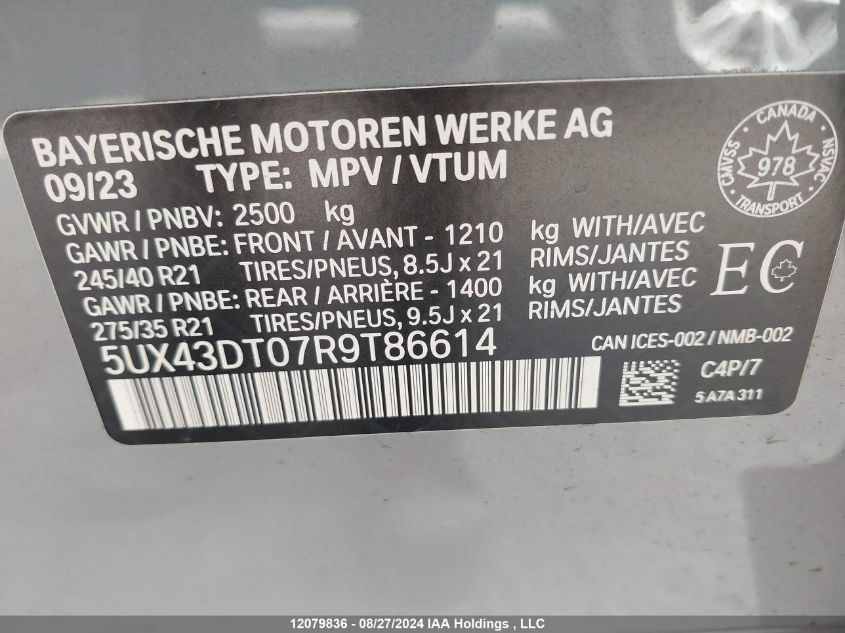 BAYERISCHE MOTOREN WERKE AG
09/23 TYPE: MPV / VTUM
GVWR / PNBV: 2500 kg
GAWR / PNBE: FRONT / AVANT - 1210 kg WITH/AVEC
245/40 R21 TIRES/PNEUS, 8.5J x 21 RIMS/JANTES
GAWR / PNBE: REAR / ARRIÈRE - 1400 kg WITH/AVEC
275/35 R21 TIRES/PNEUS, 9.5J x 21 RIMS/JANTES
5UX43DT07R9T86614
CANADA
CMVSS 978 NSVAC
TRANSPORT
EC
CAN ICES-002 / NMB-002
C4P/7
5 A7A 311
12079836 - 08/27/2024 IAA Holdings , LLC